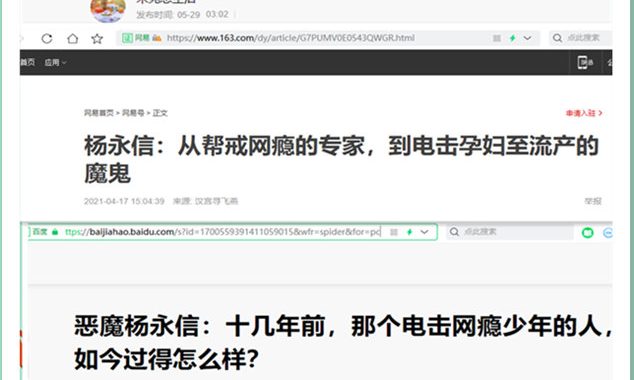 发布时间: 05-29 03:02
网易 https://www.163.com/dy/article/G7PUMV0E0543QWGR.html 点此搜索
首页 应用
网易首页 > 网易号 > 正文 申请入驻 >
杨永信：从帮戒网瘾的专家，到电击孕妇至流产的
魔鬼
2021-04-17 15:04:39 来源: 汉宫寻飞燕 举报
百度 ttps://baijiahao.baidu.com/s?id=1700559391411059015&wfr=spider&for=pc 点此搜索
恶魔杨永信：十几年前，那个电击网瘾少年的人，
如今过得怎么样？